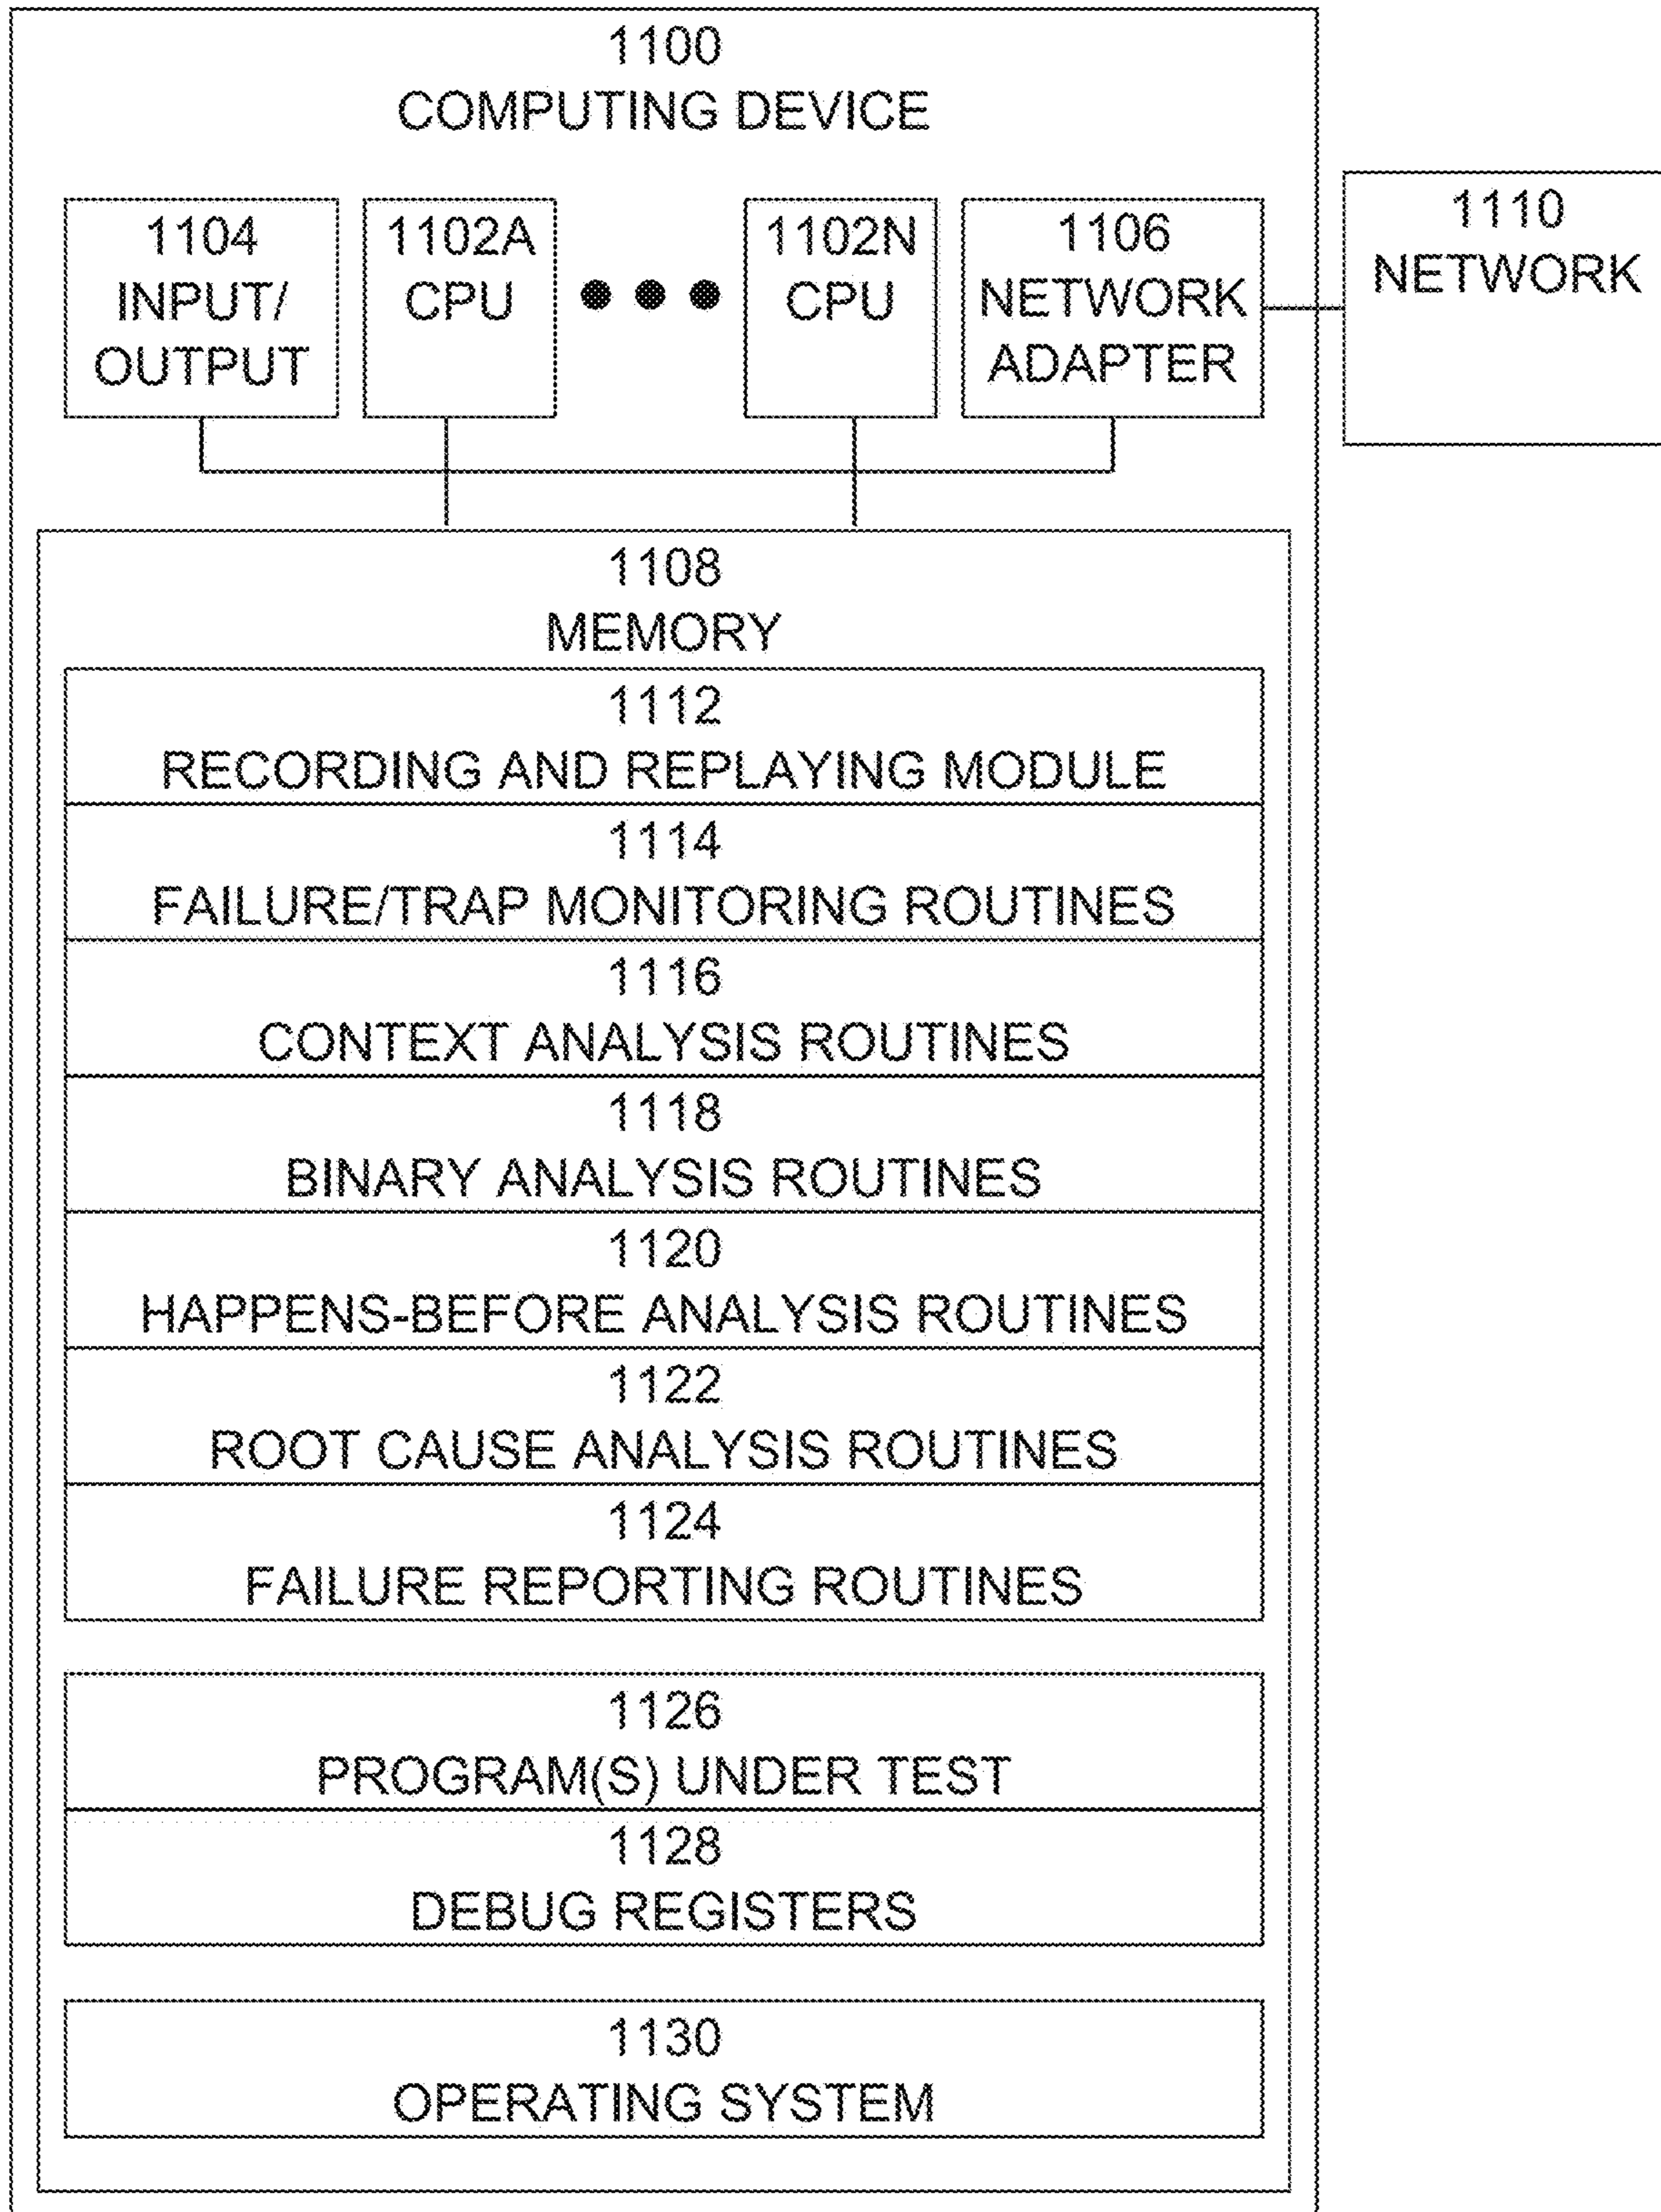 1100
COMPUTING DEVICE
1104
INPUT/
OUTPUT
1102A
CPU
1102N
CPU
1106
NETWORK
ADAPTER
1110
NETWORK
1108
MEMORY
1112
RECORDING AND REPLAYING MODULE
1114
FAILURE/TRAP MONITORING ROUTINES
1116
CONTEXT ANALYSIS ROUTINES
1118
BINARY ANALYSIS ROUTINES
1120
HAPPENS-BEFORE ANALYSIS ROUTINES
1122
ROOT CAUSE ANALYSIS ROUTINES
1124
FAILURE REPORTING ROUTINES
1126
PROGRAM(S) UNDER TEST
1128
DEBUG REGISTERS
1130
OPERATING SYSTEM